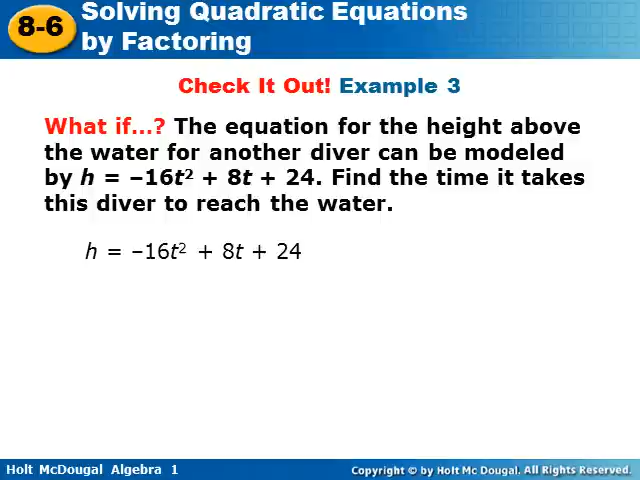 8-6
Solving Quadratic Equations
by Factoring
Check It Out! Example 3
What if…? The equation for the height above
the water for another diver can be modeled
by h = –16t² + 8t + 24. Find the time it takes
this diver to reach the water.
h = –16t² + 8t + 24
Holt McDougal Algebra 1
Copyright © by Holt Mc Dougal. All Rights Reserved.